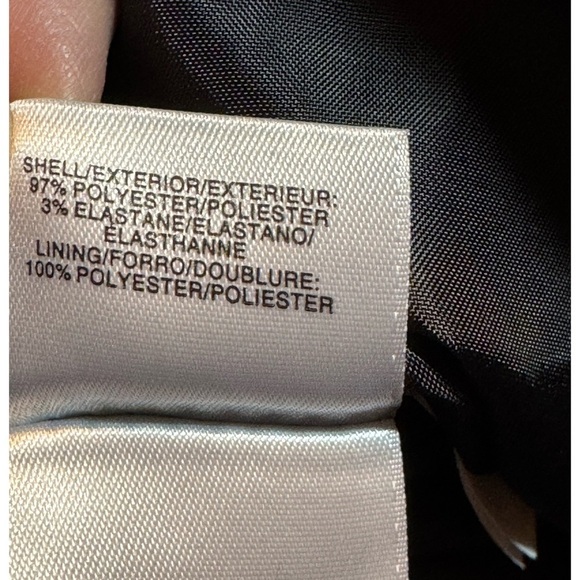 SHELL/EXTERIOR/EXTERIEUR:
97% POLYESTER/POLIESTER
3% ELASTANE/ELASTANO/
ELASTHANNE
LINING/FORRO/DOUBLURE:
100% POLYESTER/POLIESTER